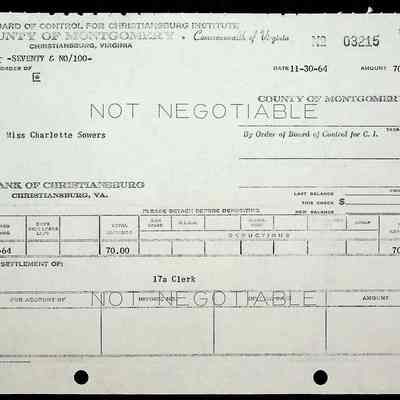 BOARD OF CONTROL FOR CHRISTIANSBURG INSTITUTE
COUNTY OF MONTGOMERY • Commonwealth of Virginia No 03215
CHRISTIANSBURG, VIRGINIA
-SEVENTY & NO/100- DATE 11-30-64 AMOUNT 70
ORDER OF
COUNTY OF MONTGOMERY
NOT NEGOTIABLE
Miss Charlotte Sowers By Order of Board of Control for C. I.
BANK OF CHRISTIANSBURG
CHRISTIANSBURG, VA.
LAST BALANCE
THIS CHECK $
NEW BALANCE
PLEASE DETACH BEFORE DEPOSITING
TOTAL
DEDUCTIONS
-64 70.00 70
SETTLEMENT OF:
17a Clerk
FOR ACCOUNT OF INVOICE NO. AMOUNT
NOT NEGOTIABLE